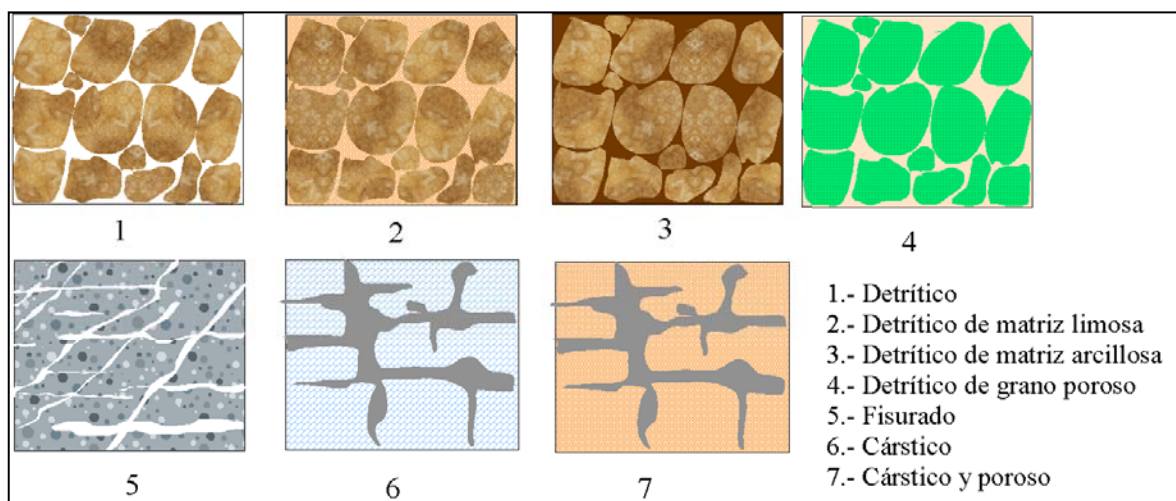 1
2
3
4
5
6
7
1.- Detrítico
2.- Detrítico de matriz limosa
3.- Detrítico de matriz arcillosa
4.- Detrítico de grano poroso
5.- Fisurado
6.- Cárstico
7.- Cárstico y poroso